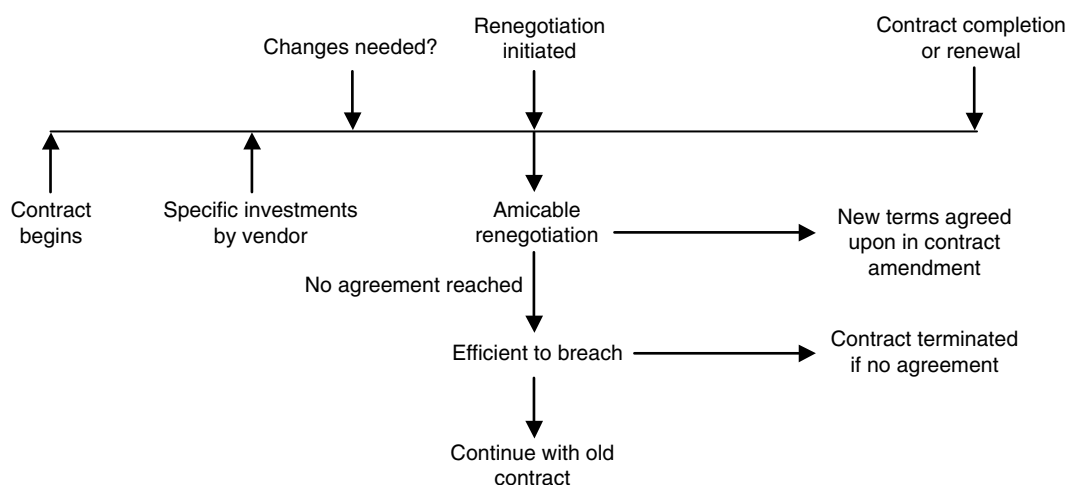 Changes needed?
Renegotiation
initiated
Contract completion
or renewal
Contract
begins
Specific investments
by vendor
Amicable
renegotiation
New terms agreed
upon in contract
amendment
No agreement reached
Efficient to breach
Contract terminated
if no agreement
Continue with old
contract